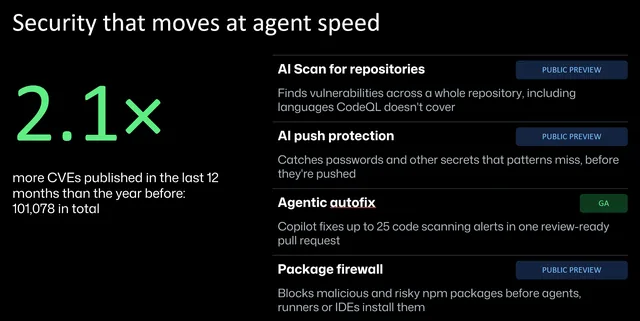 Security that moves at agent speed
2.1×
more CVEs published in the last 12
months than the year before:
101,078 in total
AI Scan for repositories
PUBLIC PREVIEW
Finds vulnerabilities across a whole repository, including
languages CodeQL doesn't cover
AI push protection
PUBLIC PREVIEW
Catches passwords and other secrets that patterns miss, before
they're pushed
Agentic autofix
GA
Copilot fixes up to 25 code scanning alerts in one review-ready
pull request
Package firewall
PUBLIC PREVIEW
Blocks malicious and risky npm packages before agents,
runners or IDEs install them